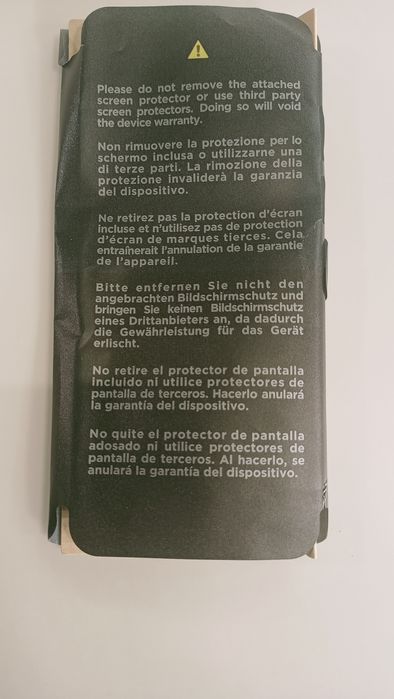 Please do not remove the attached
screen protector or use third party
screen protectors. Doing so will void
the device warranty.
Non rimuovere la protezione per lo
schermo inclusa o utilizzarne una
di terze parti. La rimozione della
protezione invaliderà la garanzia
del dispositivo.
Ne retirez pas la protection d'écran
incluse et n'utilisez pas de protection
d'écran de marques tierces. Cela
entraînerait l'annulation de la garantie
de l'appareil.
Bitte entfernen Sie nicht den
angebrachten Bildschirmschutz und
bringen Sie keinen Bildschirmschutz
eines Drittanbieters an, da dadurch
die Gewährleistung für das Gerät
erlischt.
No retire el protector de pantalla
incluido ni utilice protectores de
pantalla de terceros. Hacerlo anulará
la garantía del dispositivo.
No quite el protector de pantalla
adosado ni utilice protectores de
pantalla de terceros. Al hacerlo, se
anulará la garantía del dispositivo.